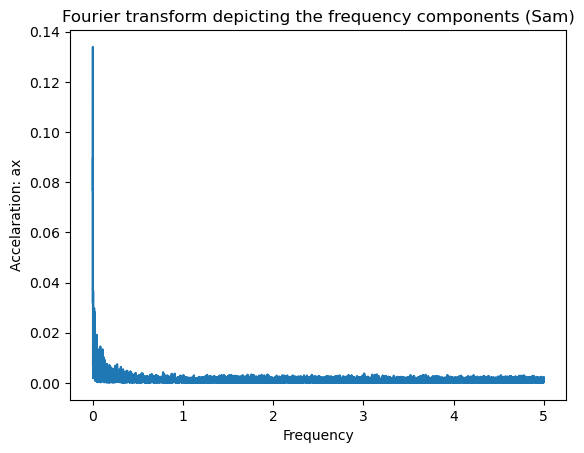 Fourier transform depicting the frequency components (Sam)
0.14
0.12
0.10
0.08
0.06
0.04
0.02
0.00
Accelaration: ax
0 1 2 3 4 5
Frequency